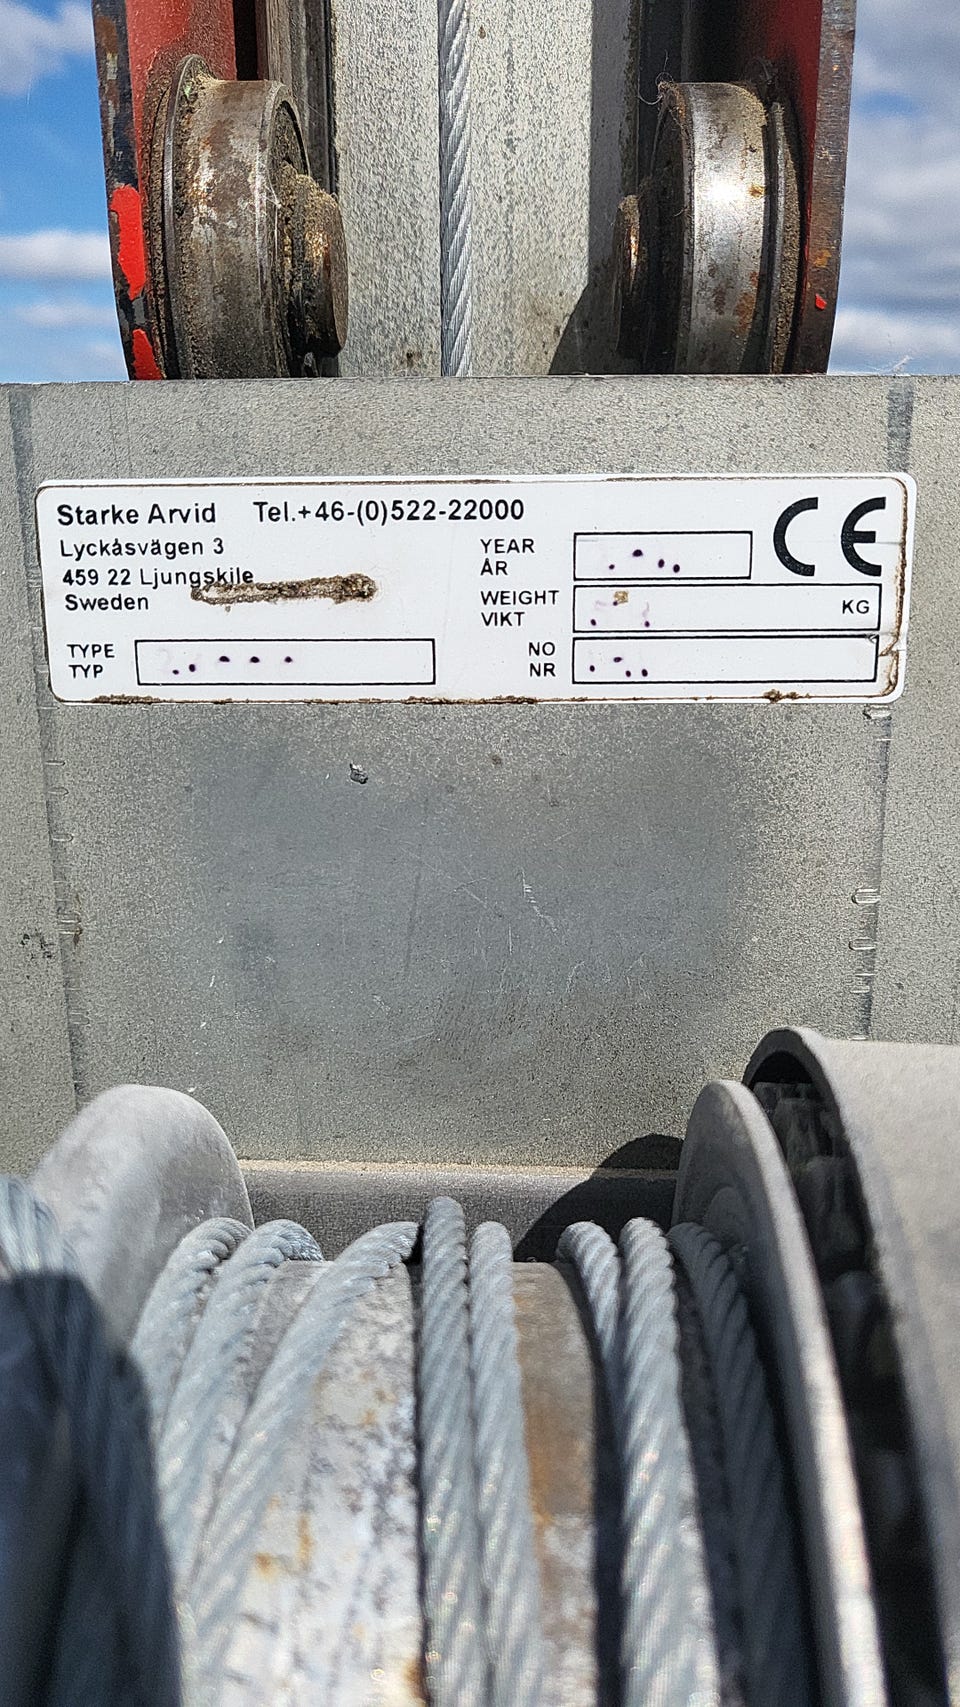 Starke Arvid Tel.+46-(0)522-22000
Lyckåsvägen 3
459 22 Ljungskile
Sweden
TYPE
TYP
YEAR
ÅR
WEIGHT
VIKT
KG
NO
NR
CE